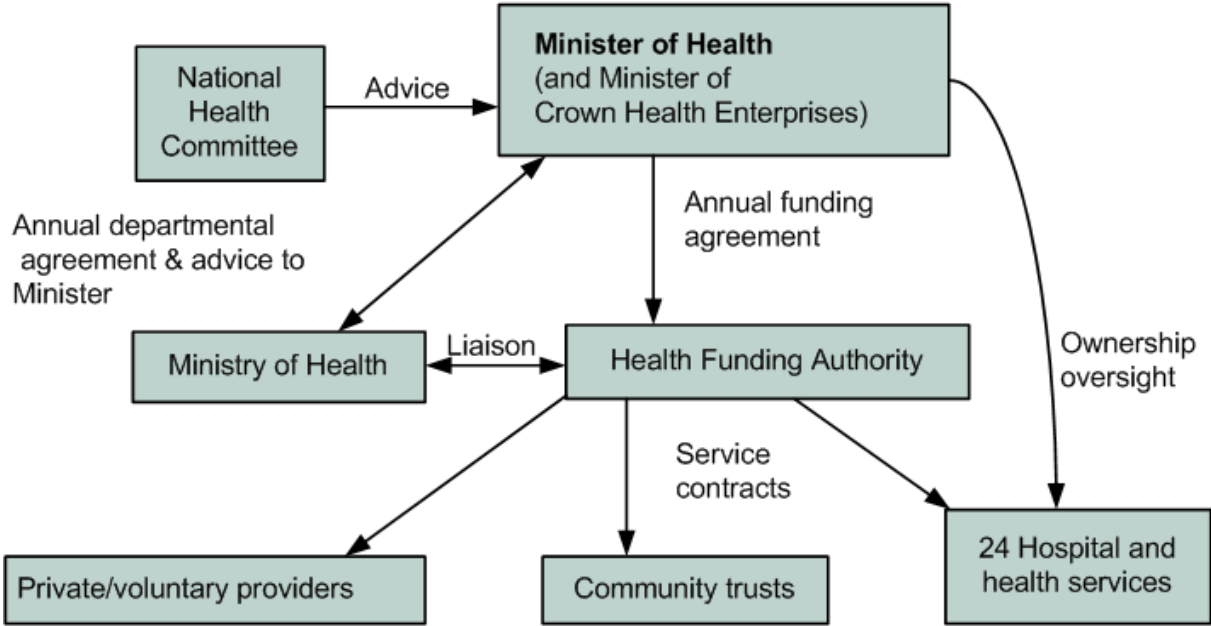 National
Health
Committee
Advice
Minister of Health
(and Minister of
Crown Health Enterprises)
Annual departmental
agreement & advice to
Minister
Annual funding
agreement
Ministry of Health
Liaison
Health Funding Authority
Ownership
oversight
Service
contracts
Private/voluntary providers
Community trusts
24 Hospital and
health services